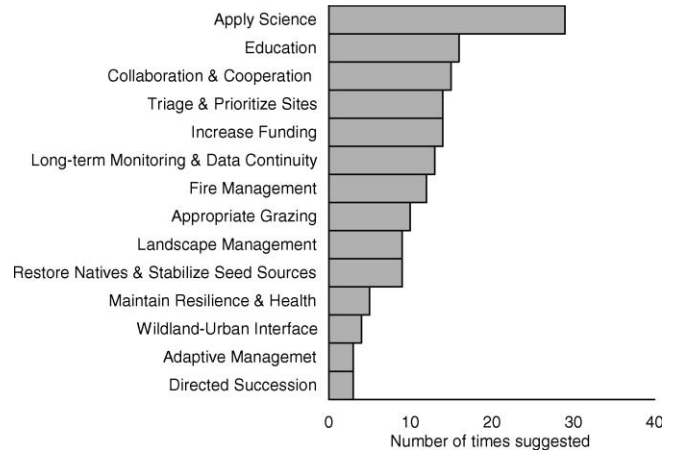 Apply Science
Education
Collaboration & Cooperation
Triage & Prioritize Sites
Increase Funding
Long-term Monitoring & Data Continuity
Fire Management
Appropriate Grazing
Landscape Management
Restore Natives & Stabilize Seed Sources
Maintain Resilience & Health
Wildland-Urban Interface
Adaptive Managemet
Directed Succession
0 10 20 30 40
Number of times suggested